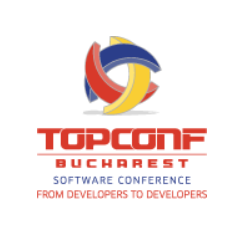 TOPCONF
BUCHAREST
SOFTWARE CONFERENCE
FROM DEVELOPERS TO DEVELOPERS